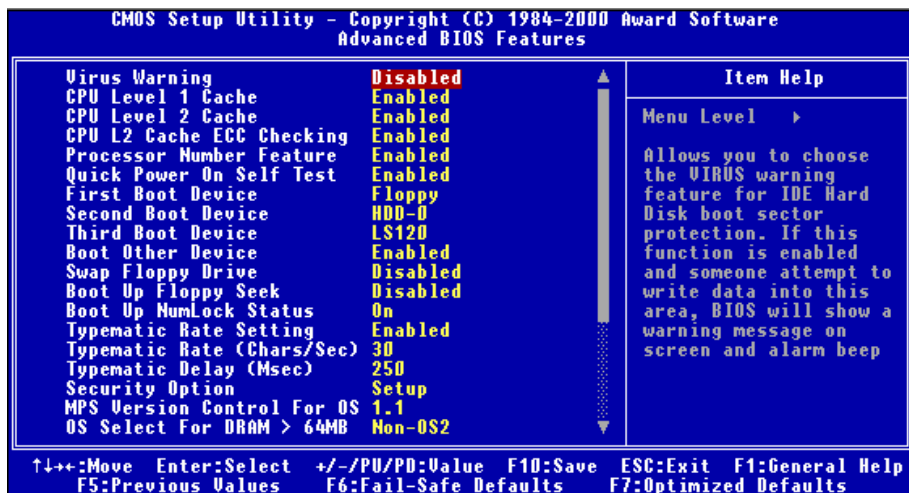 CMOS Setup Utility - Copyright (C) 1984-2000 Award Software
Advanced BIOS Features
Virus Warning Disabled
CPU Level 1 Cache Enabled
CPU Level 2 Cache Enabled
CPU L2 Cache ECC Checking Enabled
Processor Number Feature Enabled
Quick Power On Self Test Enabled
First Boot Device Floppy
Second Boot Device HDD-0
Third Boot Device LS120
Boot Other Device Enabled
Swap Floppy Drive Disabled
Boot Up Floppy Seek Disabled
Boot Up NumLock Status On
Typematic Rate Setting Enabled
Typematic Rate (Chars/Sec) 30
Typematic Delay (Msec) 250
Security Option Setup
MPS Version Control For OS 1.1
OS Select For DRAM > 64MB Non-OS2
Item Help
Menu Level ▸
Allows you to choose
the VIRUS warning
feature for IDE Hard
Disk boot sector
protection. If this
function is enabled
and someone attempt to
write data into this
area, BIOS will show a
warning message on
screen and alarm beep
↑↓→←:Move Enter:Select +/-/PU/PD:Value F10:Save ESC:Exit F1:General Help
F5:Previous Values F6:Fail-Safe Defaults F7:Optimized Defaults